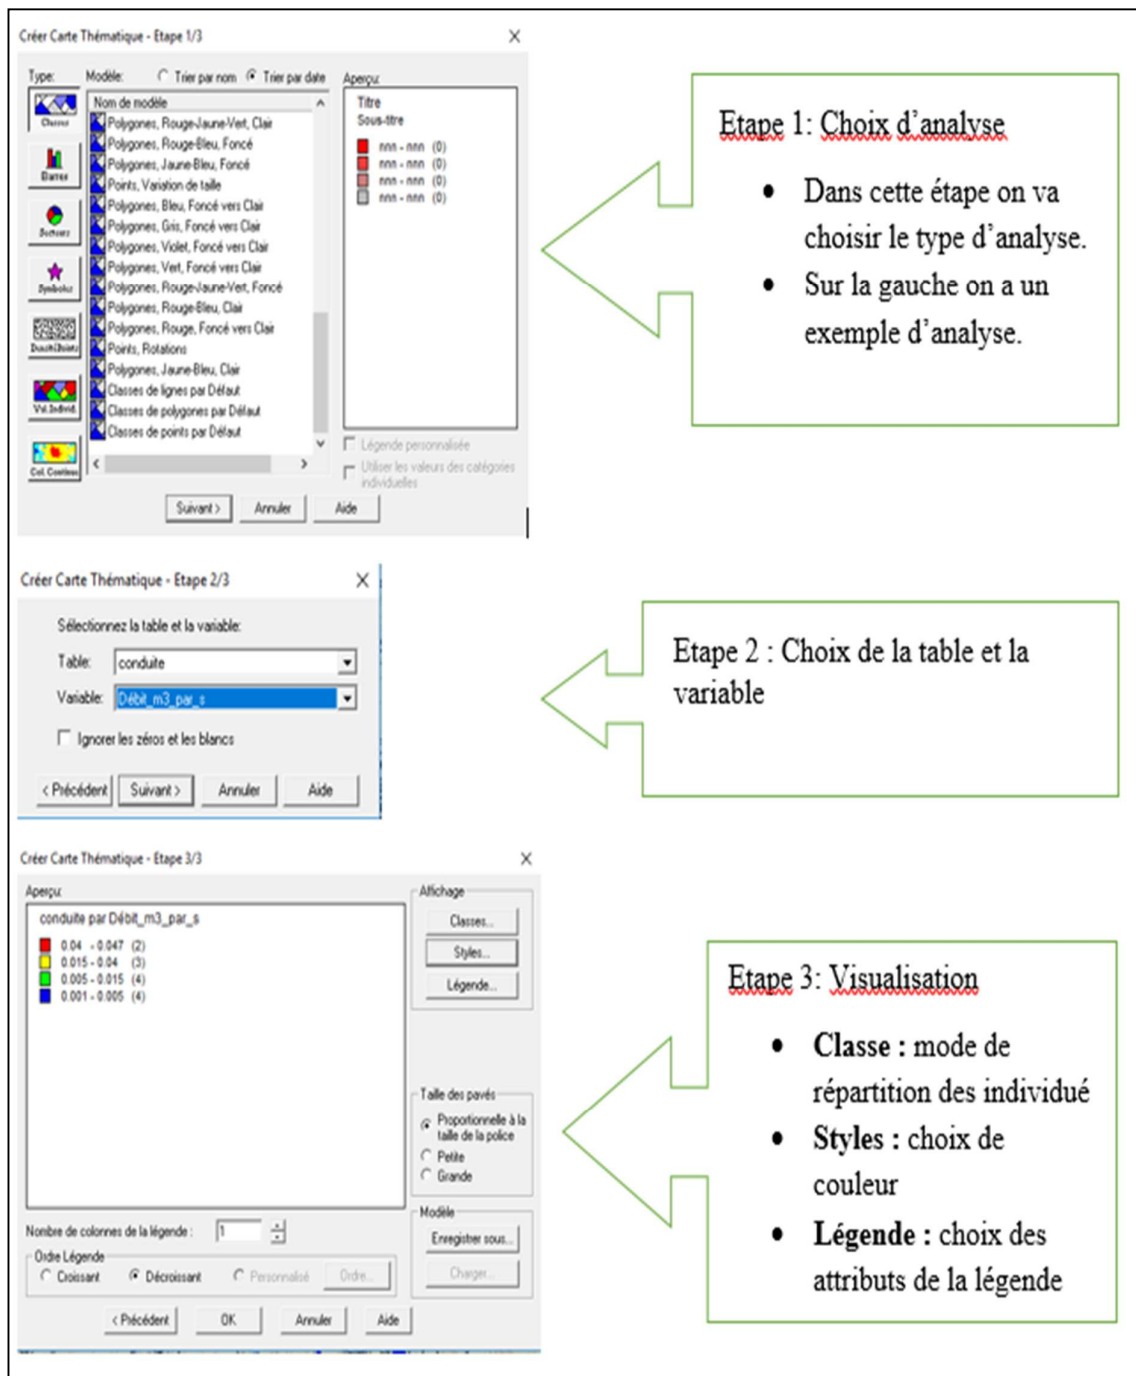 Créer Carte Thématique - Etape 1/3
Type:
Modèle:
Trier par nom
Trier par date
Aperçu:
Classes
Barres
Secteurs
Symboles
Densité Points
Val. Individ.
Col. Continue
Nom de modèle
Polygones, Rouge-Jaune-Vert, Clair
Polygones, Rouge-Bleu, Foncé
Polygones, Jaune-Bleu, Foncé
Points, Variation de taille
Polygones, Bleu, Foncé vers Clair
Polygones, Gris, Foncé vers Clair
Polygones, Violet, Foncé vers Clair
Polygones, Vert, Foncé vers Clair
Polygones, Rouge-Jaune-Vert, Foncé
Polygones, Rouge-Bleu, Clair
Polygones, Rouge, Foncé vers Clair
Points, Rotations
Polygones, Jaune-Bleu, Clair
Classes de lignes par Défaut
Classes de polygones par Défaut
Classes de points par Défaut
Titre
Sous-titre
nnn - nnn (0)
nnn - nnn (0)
nnn - nnn (0)
nnn - nnn (0)
Légende personnalisée
Utiliser les valeurs des catégories
individuelles
Suivant >
Annuler
Aide
Etape 1: Choix d'analyse
• Dans cette étape on va
choisir le type d'analyse.
• Sur la gauche on a un
exemple d'analyse.
Créer Carte Thématique - Etape 2/3
Sélectionnez la table et la variable:
Table: conduite
Variable: Débit_m3_par_s
Ignorer les zéros et les blancs
< Précédent
Suivant >
Annuler
Aide
Etape 2 : Choix de la table et la
variable
Créer Carte Thématique - Etape 3/3
Aperçu:
conduite par Débit_m3_par_s
0.04 - 0.047 (2)
0.015 - 0.04 (3)
0.005 - 0.015 (4)
0.001 - 0.005 (4)
Affichage
Classes...
Styles...
Légende...
Taille des pavés
Proportionnelle à la
taille de la police
Petite
Grande
Nombre de colonnes de la légende : 1
Ordre Légende
Croissant
Décroissant
Personnalisé
Ordre...
Modèle
Enregistrer sous...
Charger...
< Précédent
OK
Annuler
Aide
Etape 3: Visualisation
• Classe : mode de
répartition des individué
• Styles : choix de
couleur
• Légende : choix des
attributs de la légende